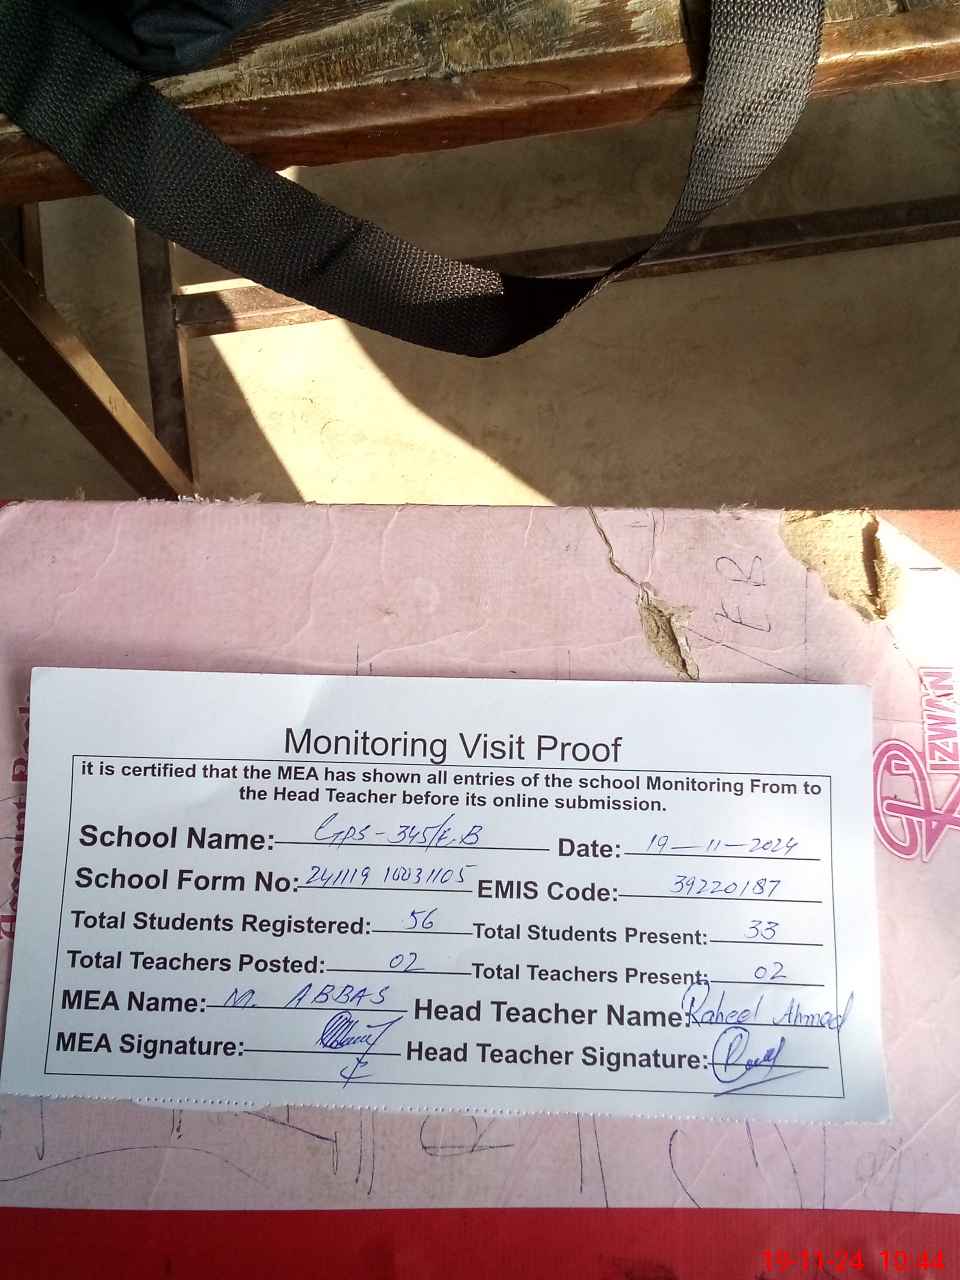 ER
RIZWAN
Account Book
Monitoring Visit Proof
it is certified that the MEA has shown all entries of the school Monitoring From to
the Head Teacher before its online submission.
School Name: GPS-345/E.B Date: 19-11-2024
School Form No: 241119 10031105 EMIS Code: 39220187
Total Students Registered: 56 Total Students Present: 33
Total Teachers Posted: 02 Total Teachers Present: 02
MEA Name: M. ABBAS Head Teacher Name: Raheel Ahmad
MEA Signature: Head Teacher Signature:
19-11-24 10:44